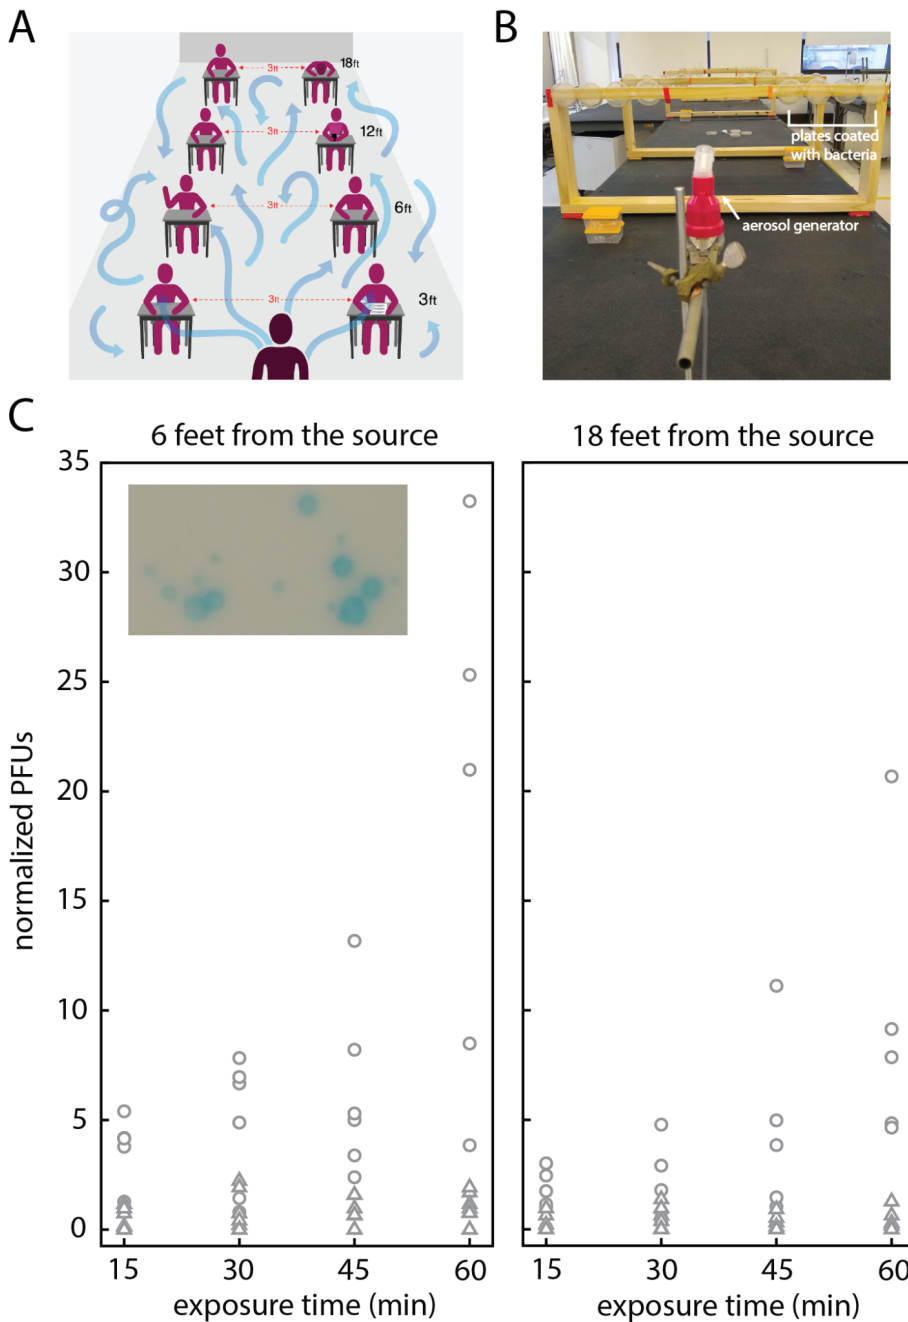 A
3ft
18ft
3ft
12ft
3ft
6ft
3ft
3ft
B
plates coated
with bacteria
aerosol generator
C
6 feet from the source
18 feet from the source
normalized PFUs
35
30
25
20
15
10
5
0
15
30
45
60
15
30
45
60
exposure time (min)
exposure time (min)